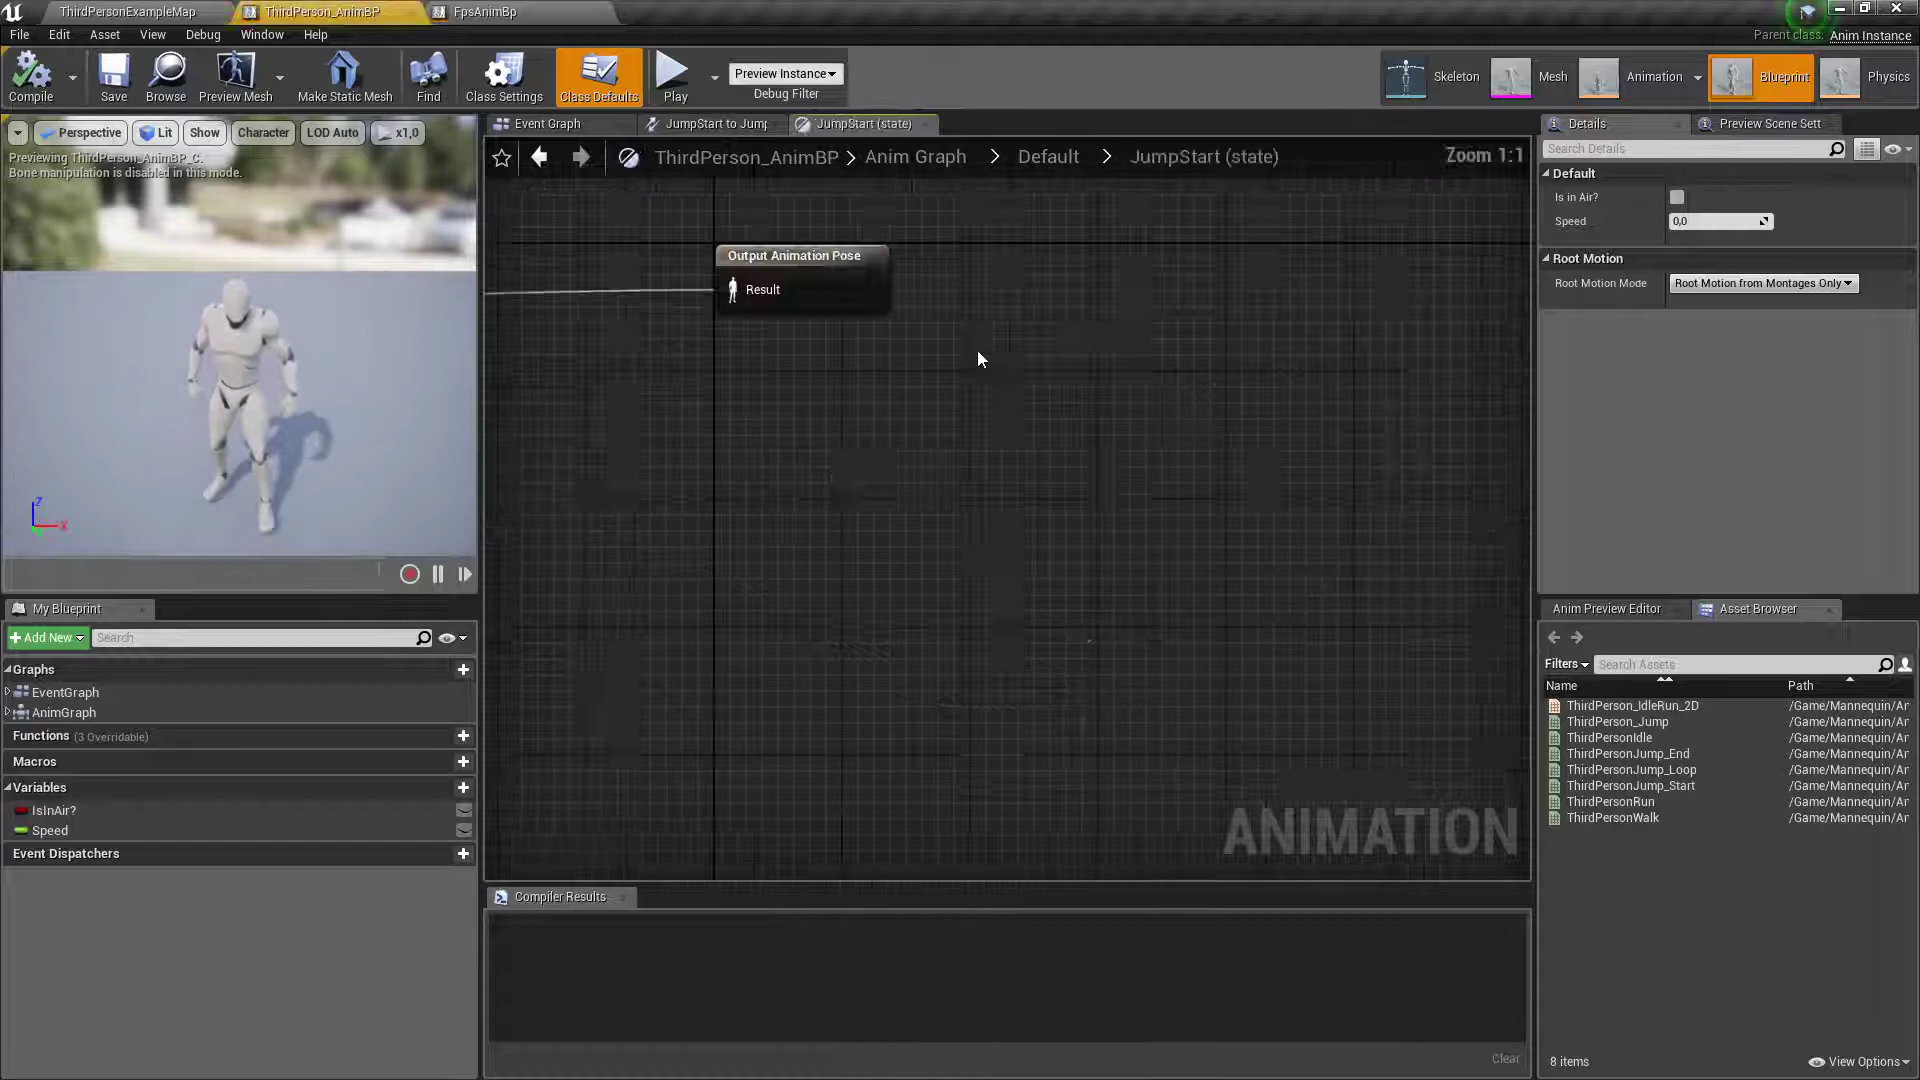 ThirdPersonExampleMap
ThirdPerson_AnimBP
FpsAnimBp
File Edit Asset View Debug Window Help
Parent class: Anim Instance
Compile
Save
Browse
Preview Mesh
Make Static Mesh
Find
Class Settings
Class Defaults
Play
Preview Instance
Debug Filter
Skeleton
Mesh
Animation
Blueprint
Physics
Perspective
Lit
Show
Character
LOD Auto
x1,0
Previewing ThirdPerson_AnimBP_C.
Bone manipulation is disabled in this mode.
Z
X
Event Graph
JumpStart to Jump
JumpStart (state)
ThirdPerson_AnimBP > Anim Graph > Default > JumpStart (state)
Zoom 1:1
Output Animation Pose
Result
ANIMATION
Details
Preview Scene Sett
Search Details
Default
Is in Air?
Speed 0,0
Root Motion
Root Motion Mode Root Motion from Montages Only
My Blueprint
+ Add New
Search
Graphs
EventGraph
AnimGraph
Functions (3 Overridable)
Macros
Variables
IsInAir?
Speed
Event Dispatchers
Compiler Results
Clear
Anim Preview Editor
Asset Browser
Filters
Search Assets
Name Path
ThirdPerson_IdleRun_2D /Game/Mannequin/An
ThirdPerson_Jump /Game/Mannequin/An
ThirdPersonIdle /Game/Mannequin/An
ThirdPersonJump_End /Game/Mannequin/An
ThirdPersonJump_Loop /Game/Mannequin/An
ThirdPersonJump_Start /Game/Mannequin/An
ThirdPersonRun /Game/Mannequin/An
ThirdPersonWalk /Game/Mannequin/An
8 items
View Options